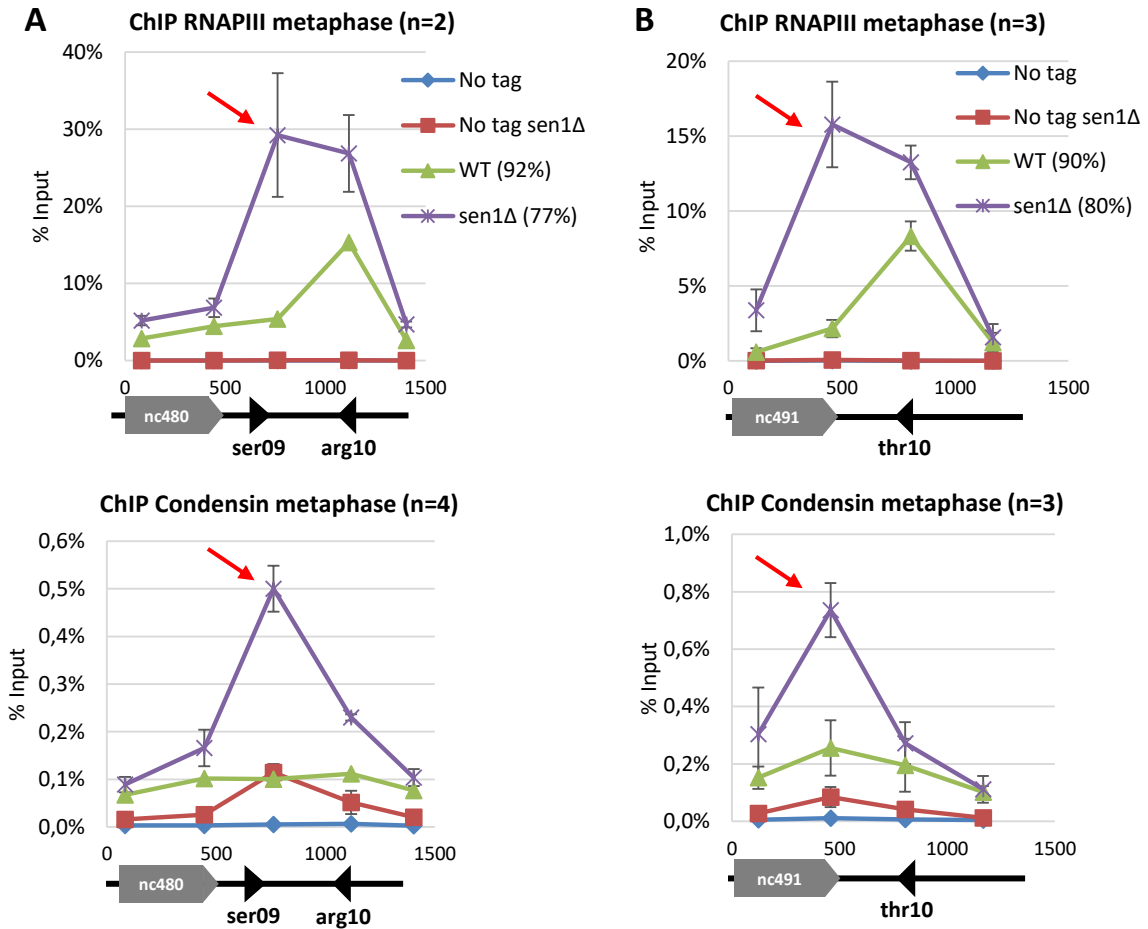 A
ChIP RNAPIII metaphase (n=2)
40%
30%
20%
10%
0%
% Input
No tag
No tag sen1Δ
WT (92%)
sen1Δ (77%)
0
500
1000
1500
nc480
ser09
arg10
B
ChIP RNAPIII metaphase (n=3)
20%
15%
10%
5%
0%
% Input
No tag
No tag sen1Δ
WT (90%)
sen1Δ (80%)
0
500
1000
1500
nc491
thr10
ChIP Condensin metaphase (n=4)
0,6%
0,5%
0,4%
0,3%
0,2%
0,1%
0,0%
% Input
0
500
1000
1500
nc480
ser09
arg10
ChIP Condensin metaphase (n=3)
1,0%
0,8%
0,6%
0,4%
0,2%
0,0%
% Input
0
500
1000
1500
nc491
thr10